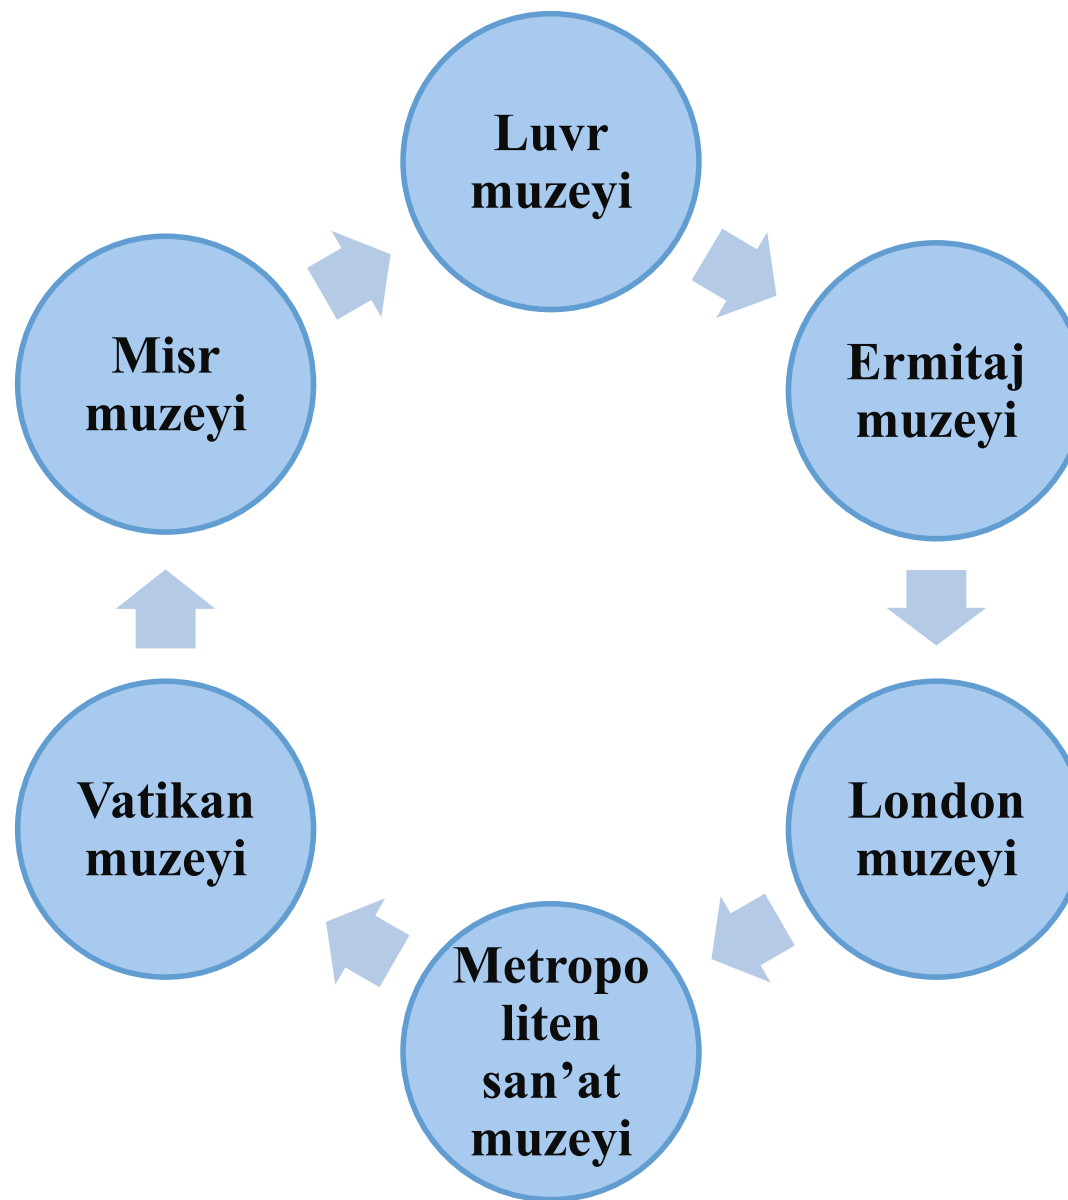 Luvr
muzeyi
Ermitaj
muzeyi
London
muzeyi
Metropo
liten
san’at
muzeyi
Vatikan
muzeyi
Misr
muzeyi